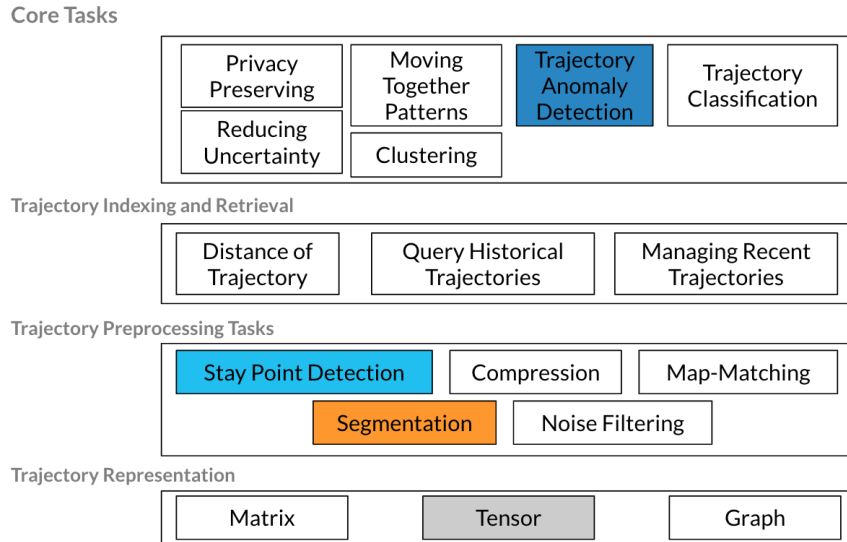 Core Tasks
Privacy
Preserving
Moving
Together
Patterns
Trajectory
Anomaly
Detection
Trajectory
Classification
Reducing
Uncertainty
Clustering
Trajectory Indexing and Retrieval
Distance of
Trajectory
Query Historical
Trajectories
Managing Recent
Trajectories
Trajectory Preprocessing Tasks
Stay Point Detection
Compression
Map-Matching
Segmentation
Noise Filtering
Trajectory Representation
Matrix
Tensor
Graph